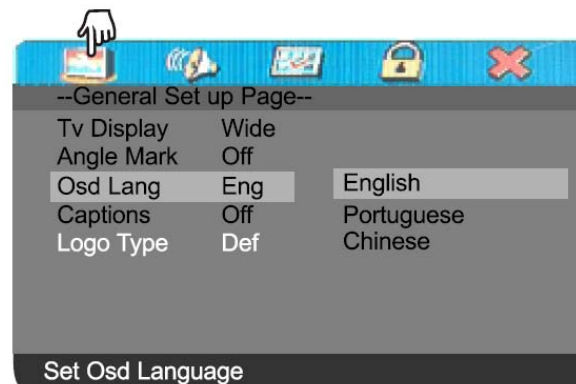 --General Set up Page--
Tv Display Wide
Angle Mark Off
Osd Lang Eng English
Captions Off Portuguese
Logo Type Def Chinese
Set Osd Language